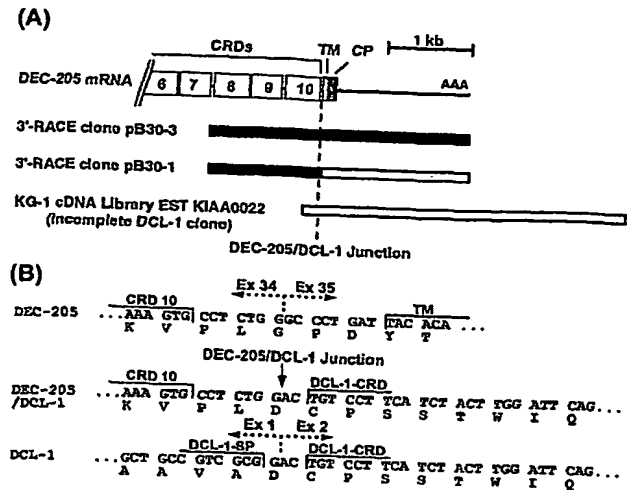 (A)
CRDs
TM
CP
1 kb
DEC-205 mRNA
6 7 8 9 10
AAA
3'-RACE clone pB30-3
3'-RACE clone pB30-1
KG-1 cDNA Library EST KIAA0022
(Incomplete DCL-1 clone)
DEC-205/DCL-1 Junction
(B)
Ex 34 Ex 35
CRD 10 TM
DEC-205 ...AAA GTG CCT CTG GGC CCT GAT TAC ACA ...
K V P L G P D Y T
DEC-205/DCL-1 Junction
CRD 10 DCL-1-CRD
DEC-205 /DCL-1 ...AAA GTG CCT CTG GAC TGT CCT TCA TCT ACT TGG ATT CAG...
K V P L D C P S S T W I Q
Ex 1 Ex 2
DCL-1-SP DCL-1-CRD
DCL-1 ...GCT GCC GTC GCG GAC TGT CCT TCA TCT ACT TGG ATT CAG...
A A V A D C P S S T W I Q